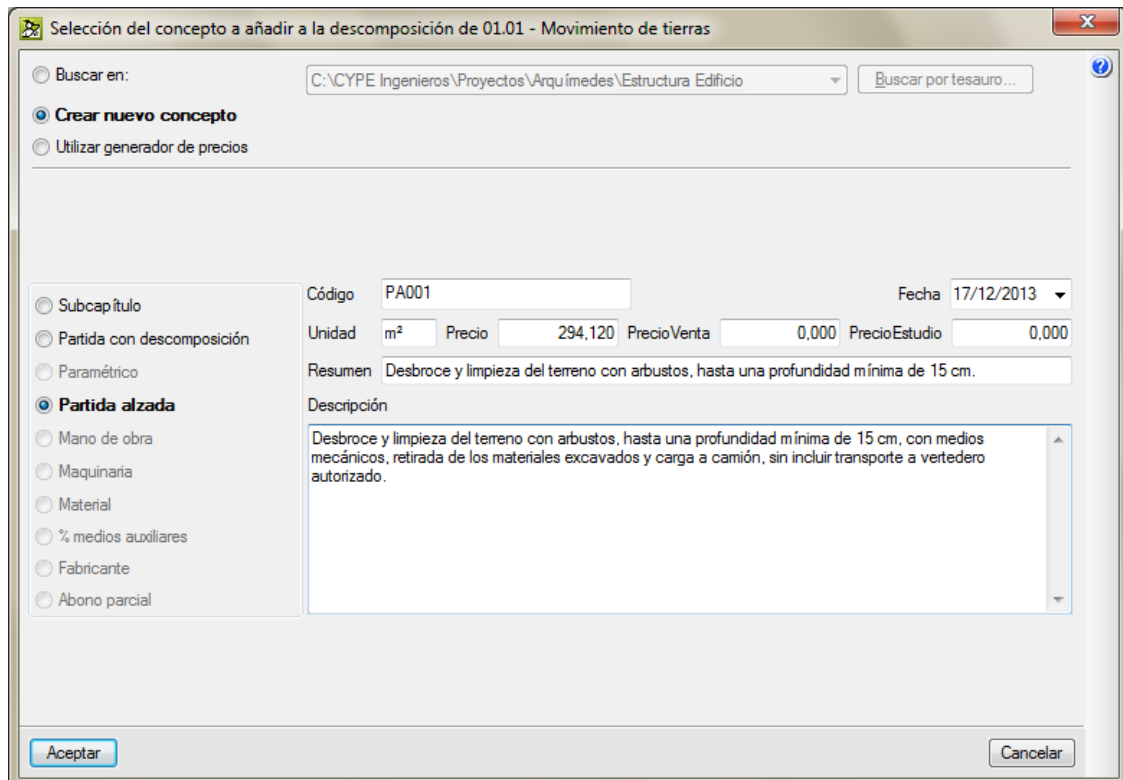 Selección del concepto a añadir a la descomposición de 01.01 - Movimiento de tierras
Buscar en:
C:\CYPE Ingenieros\Proyectos\Arquímedes\Estructura Edificio
Buscar por tesauro...
Crear nuevo concepto
Utilizar generador de precios
Subcapítulo
Partida con descomposición
Paramétrico
Partida alzada
Mano de obra
Maquinaria
Material
% medios auxiliares
Fabricante
Abono parcial
Código PA001 Fecha 17/12/2013
Unidad m² Precio 294,120 PrecioVenta 0,000 PrecioEstudio 0,000
Resumen Desbroce y limpieza del terreno con arbustos, hasta una profundidad mínima de 15 cm.
Descripción
Desbroce y limpieza del terreno con arbustos, hasta una profundidad mínima de 15 cm, con medios
mecánicos, retirada de los materiales excavados y carga a camión, sin incluir transporte a vertedero
autorizado.
Aceptar
Cancelar